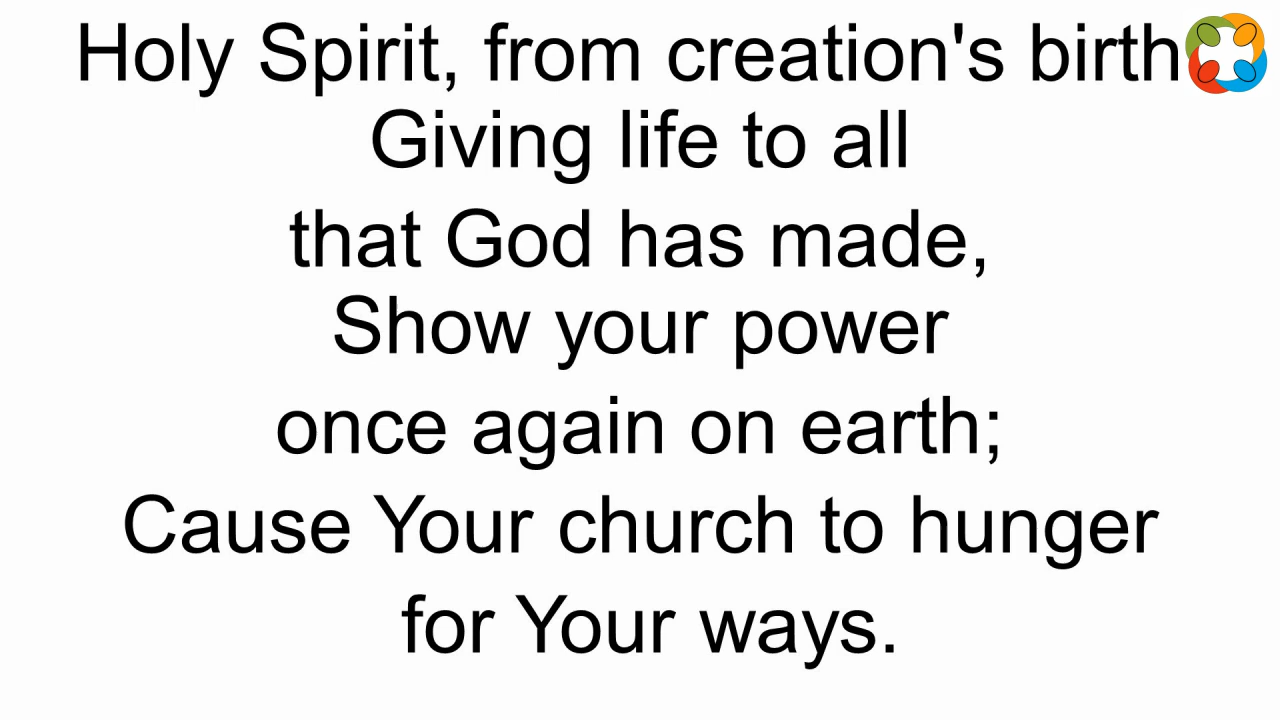 Holy Spirit, from creation's birth
Giving life to all
that God has made,
Show your power
once again on earth;
Cause Your church to hunger
for Your ways.